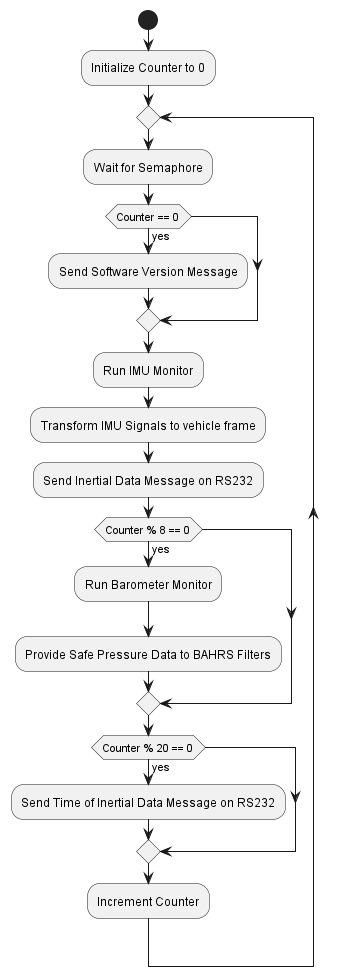 Initialize Counter to 0
Wait for Semaphore
Counter == 0
yes
Send Software Version Message
Run IMU Monitor
Transform IMU Signals to vehicle frame
Send Inertial Data Message on RS232
Counter % 8 == 0
yes
Run Barometer Monitor
Provide Safe Pressure Data to BAHRS Filters
Counter % 20 == 0
yes
Send Time of Inertial Data Message on RS232
Increment Counter